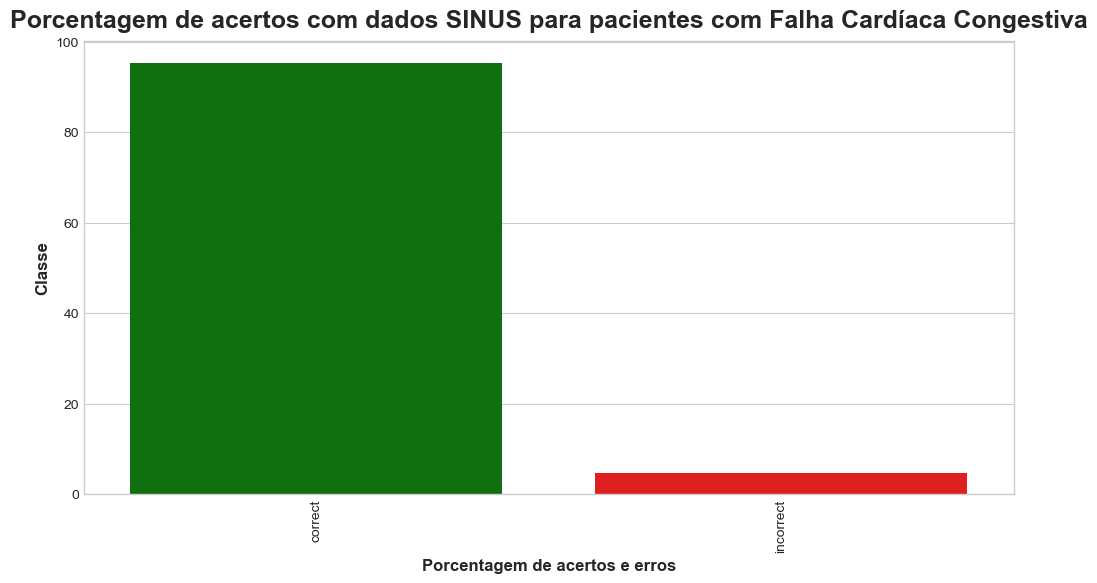 Porcentagem de acertos com dados SINUS para pacientes com Falha Cardíaca Congestiva
100
80
60
40
20
0
Classe
correct
incorrect
Porcentagem de acertos e erros